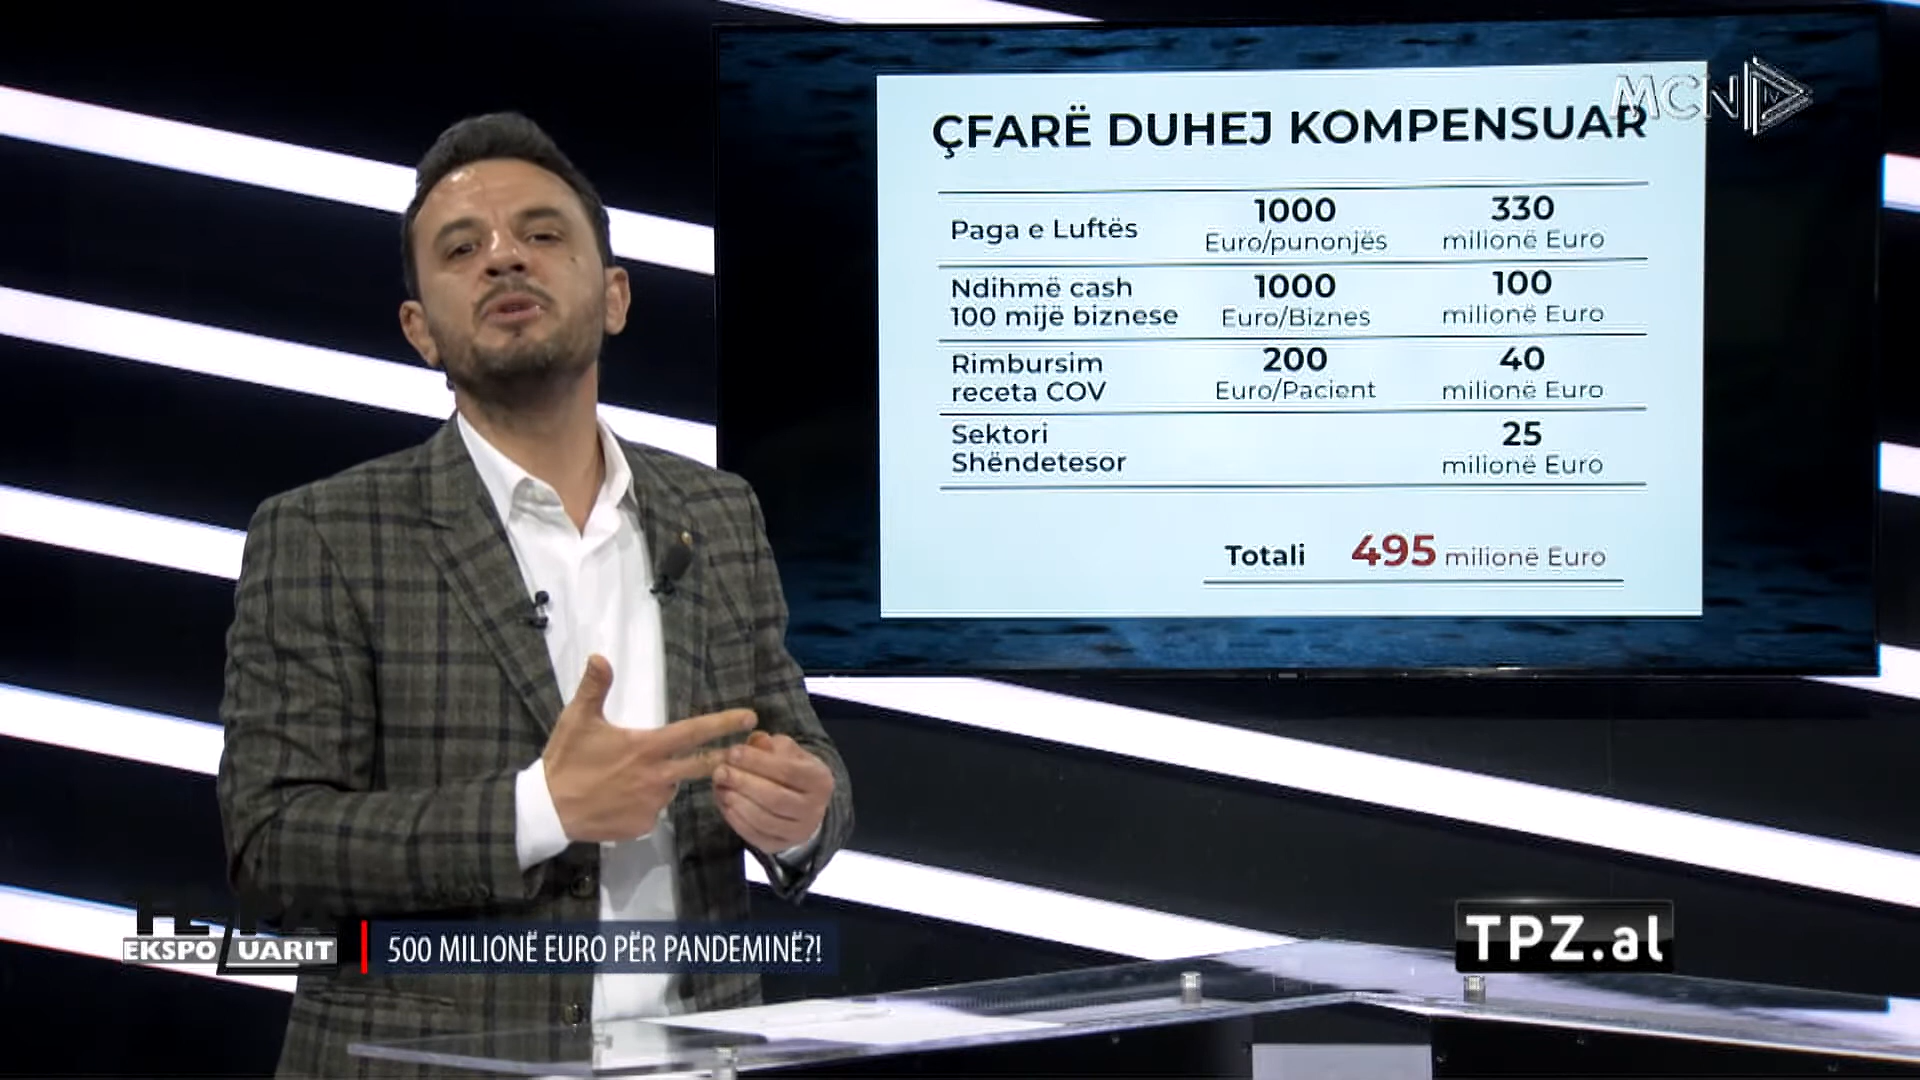 MCN TV
ÇFARË DUHEJ KOMPENSUAR
Paga e Luftës
1000
Euro/punonjës
330
milionë Euro
Ndihmë cash
100 mijë biznese
1000
Euro/Biznes
100
milionë Euro
Rimbursim
receta COV
200
Euro/Pacient
40
milionë Euro
Sektori
Shëndetesor
25
milionë Euro
Totali 495 milionë Euro
EKSPOZUARIT
500 MILIONË EURO PËR PANDEMINË?!
TPZ.al